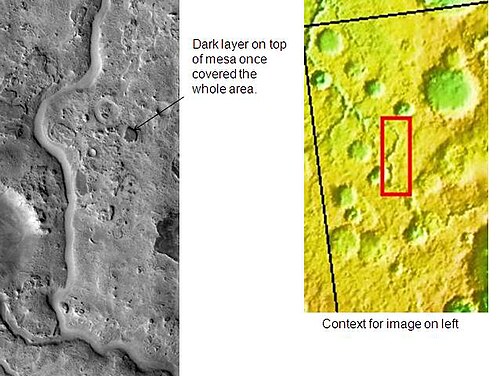 Dark layer on top
of mesa once
covered the
whole area.
Context for image on left